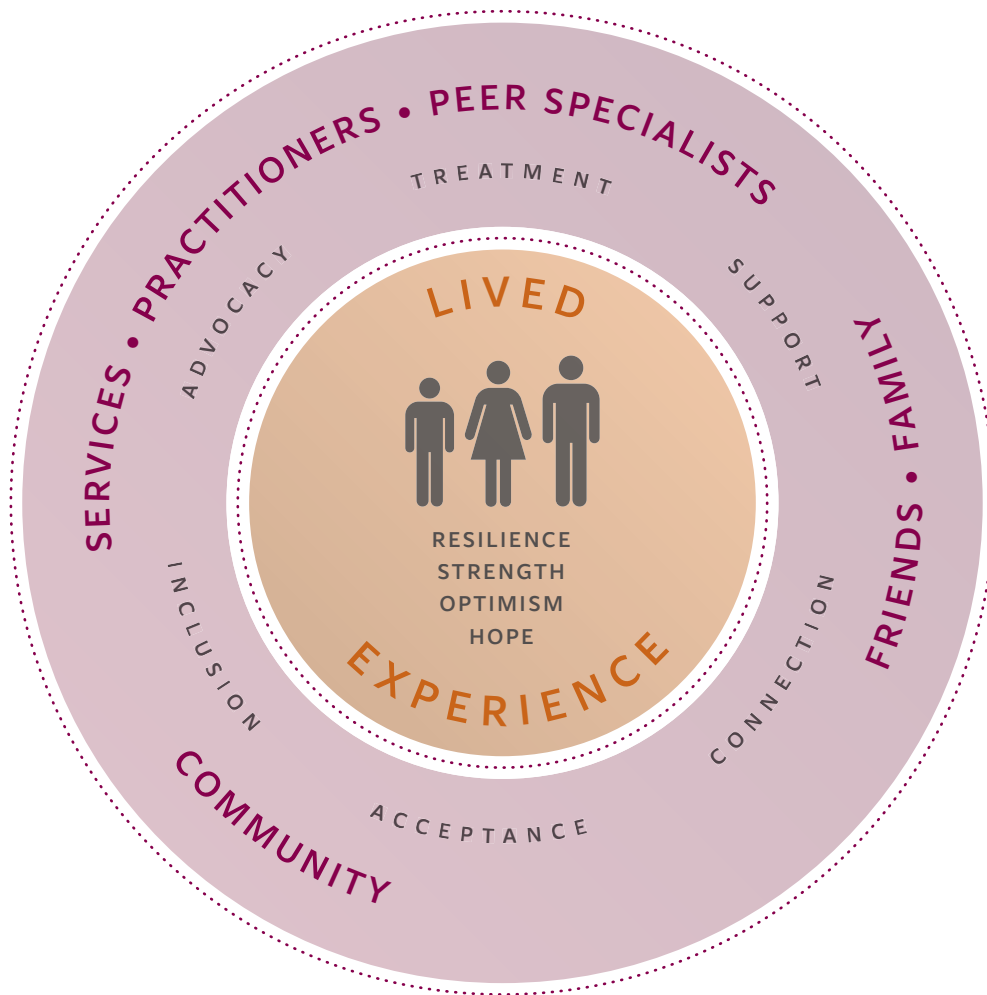 SERVICES • PRACTITIONERS • PEER SPECIALISTS
TREATMENT
ADVOCACY
SUPPORT
FRIENDS • FAMILY
LIVED
RESILIENCE
STRENGTH
OPTIMISM
HOPE
EXPERIENCE
INCLUSION
CONNECTION
COMMUNITY
ACCEPTANCE